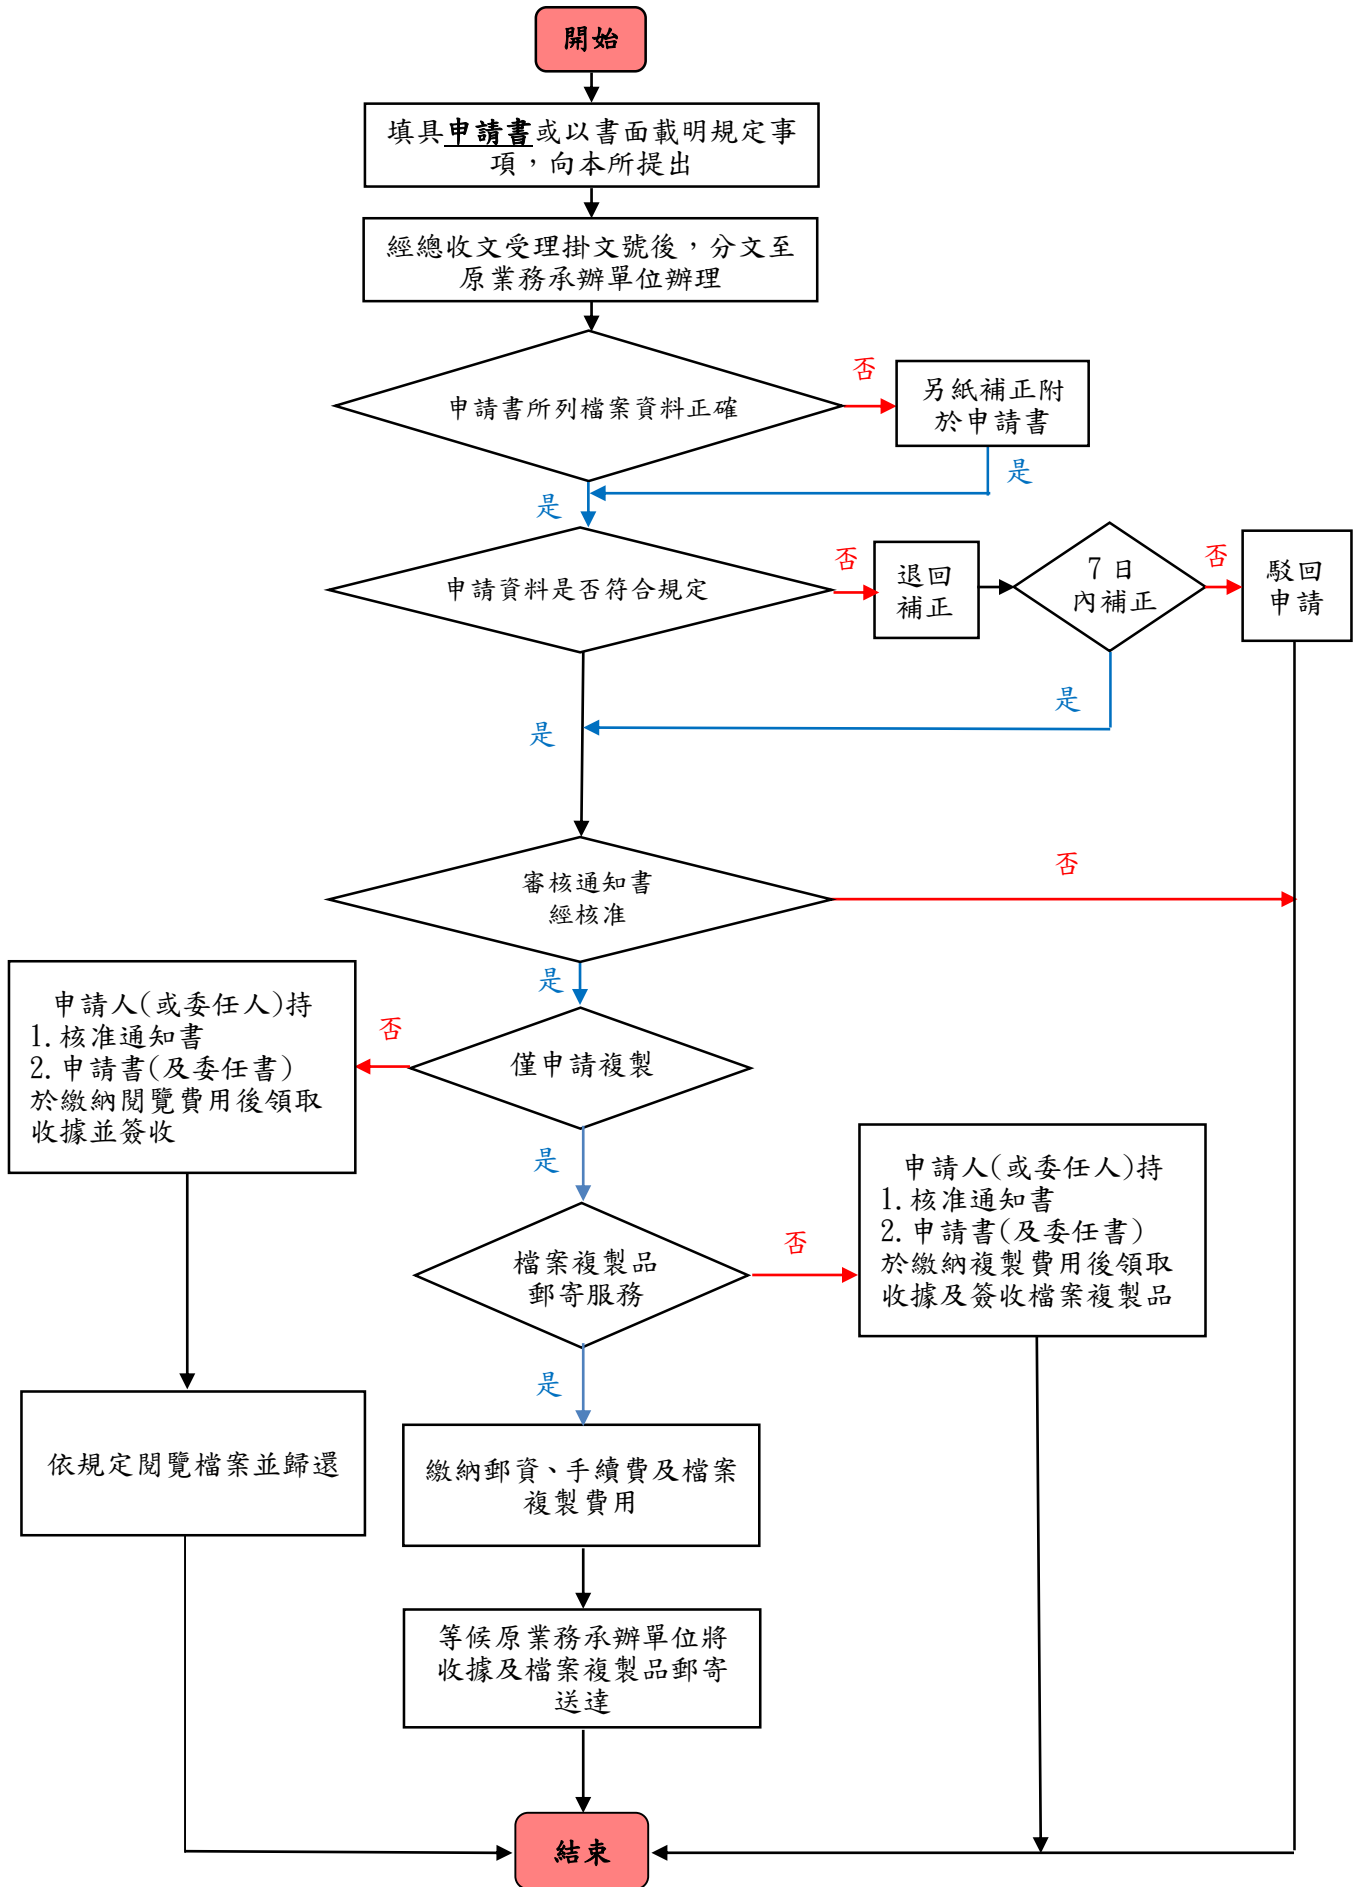 開始
填具申請書或以書面載明規定事
項，向本所提出
經總收文受理掛文號後，分文至
原業務承辦單位辦理
申請書所列檔案資料正確
否
另紙補正附
於申請書
是
是
申請資料是否符合規定
否
退回
補正
7日
內補正
否
駁回
申請
是
是
審核通知書
經核准
否
是
申請人(或委任人)持
1.核准通知書
2.申請書(及委任書)
於繳納閱覽費用後領取
收據並簽收
否
僅申請複製
是
檔案複製品
郵寄服務
否
申請人(或委任人)持
1.核准通知書
2.申請書(及委任書)
於繳納複製費用後領取
收據及簽收檔案複製品
是
依規定閱覽檔案並歸還
繳納郵資、手續費及檔案
複製費用
等候原業務承辦單位將
收據及檔案複製品郵寄
送達
結束